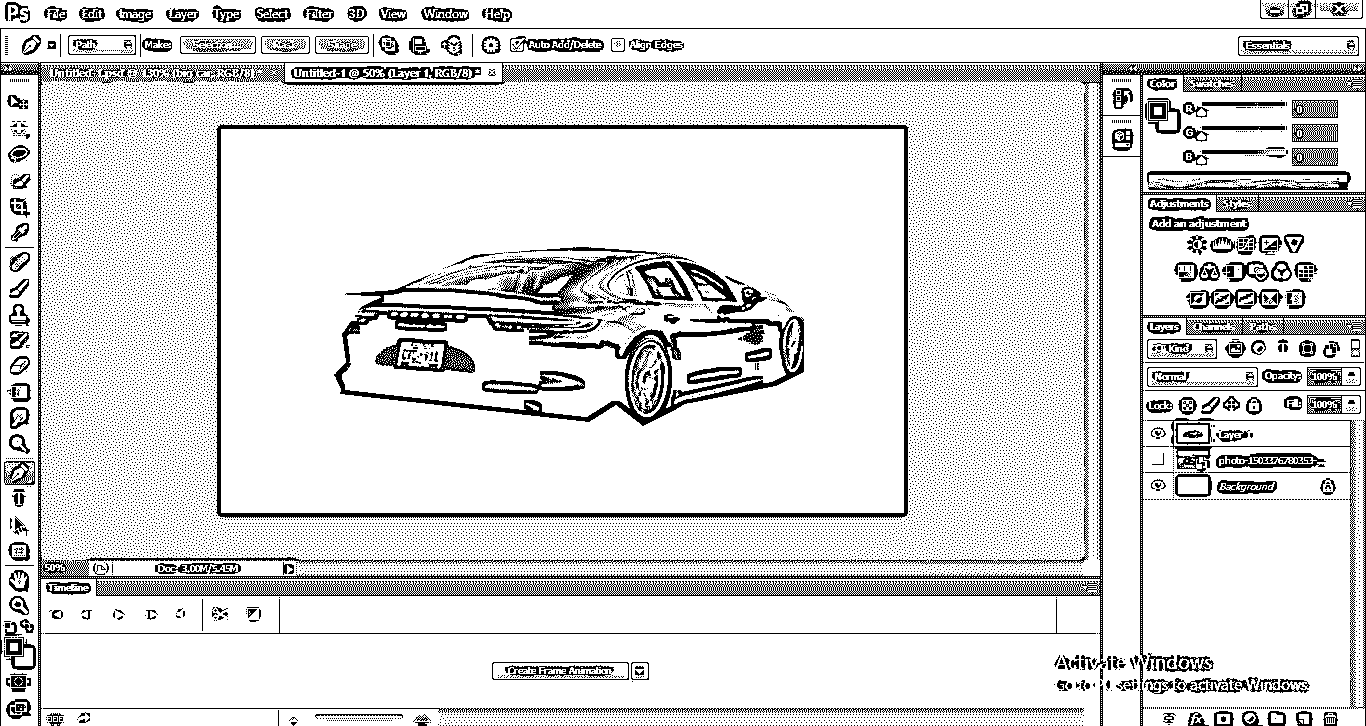 Ps File Edit Image Layer Type Select Filter 3D View Window Help
Path Make: Auto Add/Delete Align Edges Essentials
Untitled-1 @ 50% (Layer 1, RGB/8) *
Color Swatches
R 0
G 0
B 0
Adjustments Styles
Add an adjustment
Layers Channels Paths
Kind
Normal Opacity: 100%
Lock: Fill: 100%
Layer 1
Background
50% Doc: 3.00M/5.45M
Timeline
Create Frame Animation
Activate Windows
Go to PC settings to activate Windows.